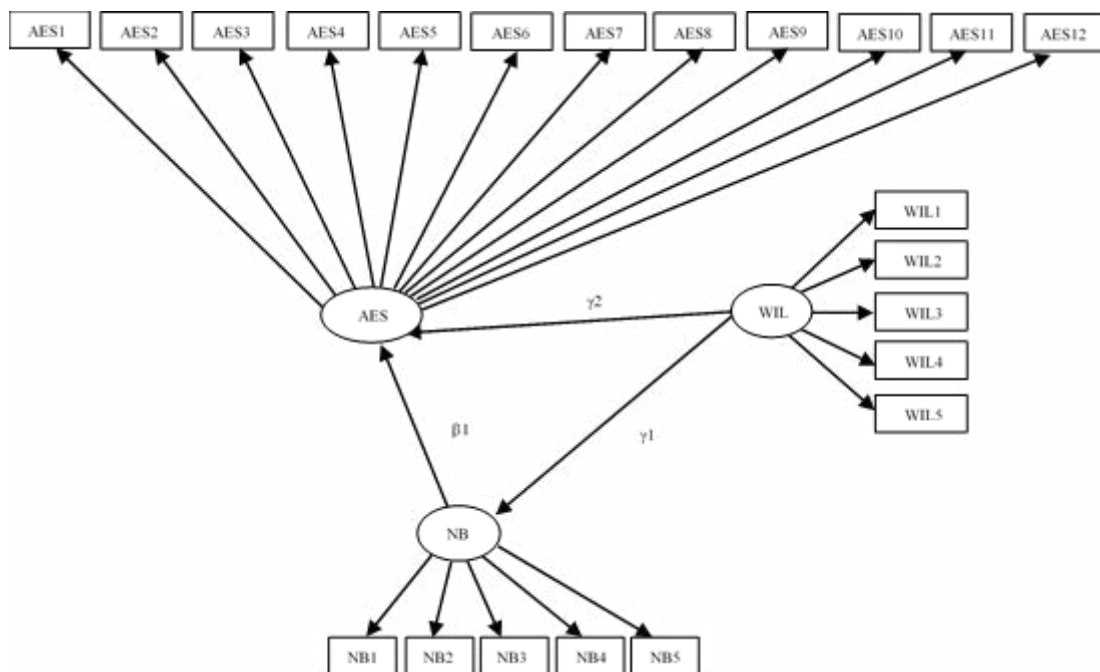 AES1 AES2 AES3 AES4 AES5 AES6 AES7 AES8 AES9 AES10 AES11 AES12
WIL1
WIL2
AES γ2 WIL WIL3
WIL4
WIL5
β1 γ1
NB
NB1 NB2 NB3 NB4 NB5